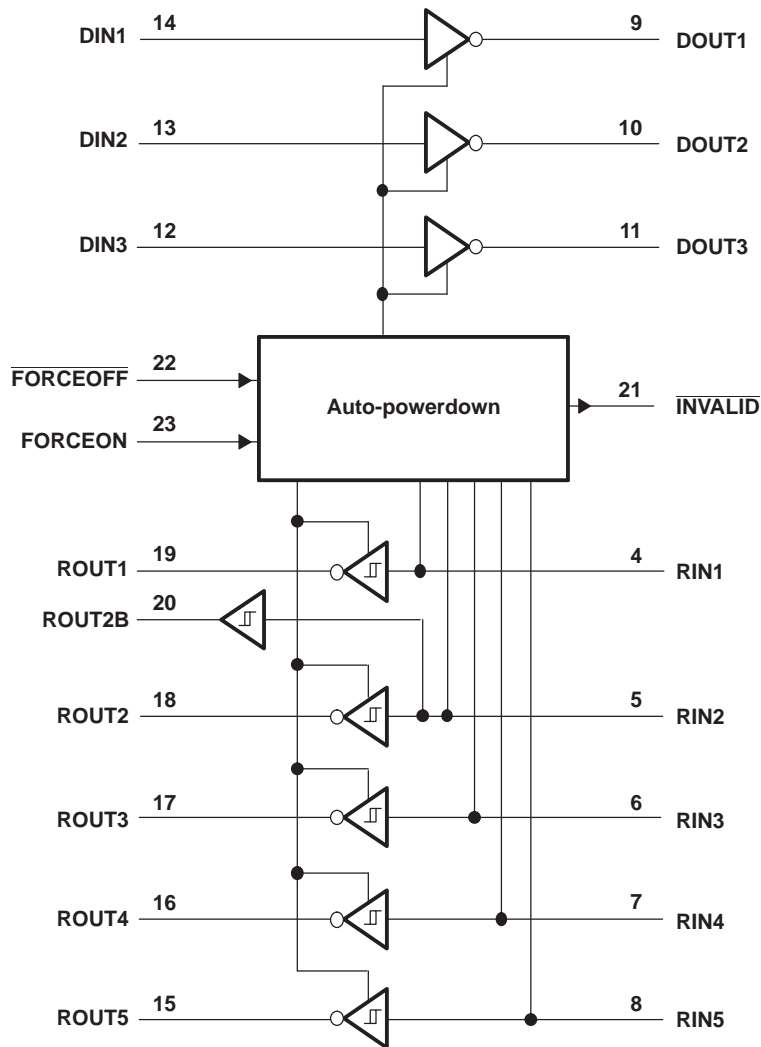 DIN1 14 9 DOUT1
DIN2 13 10 DOUT2
DIN3 12 11 DOUT3
FORCEOFF 22
Auto-powerdown
21 INVALID
FORCEON 23
ROUT1 19 4 RIN1
ROUT2B 20
ROUT2 18 5 RIN2
ROUT3 17 6 RIN3
ROUT4 16 7 RIN4
ROUT5 15 8 RIN5